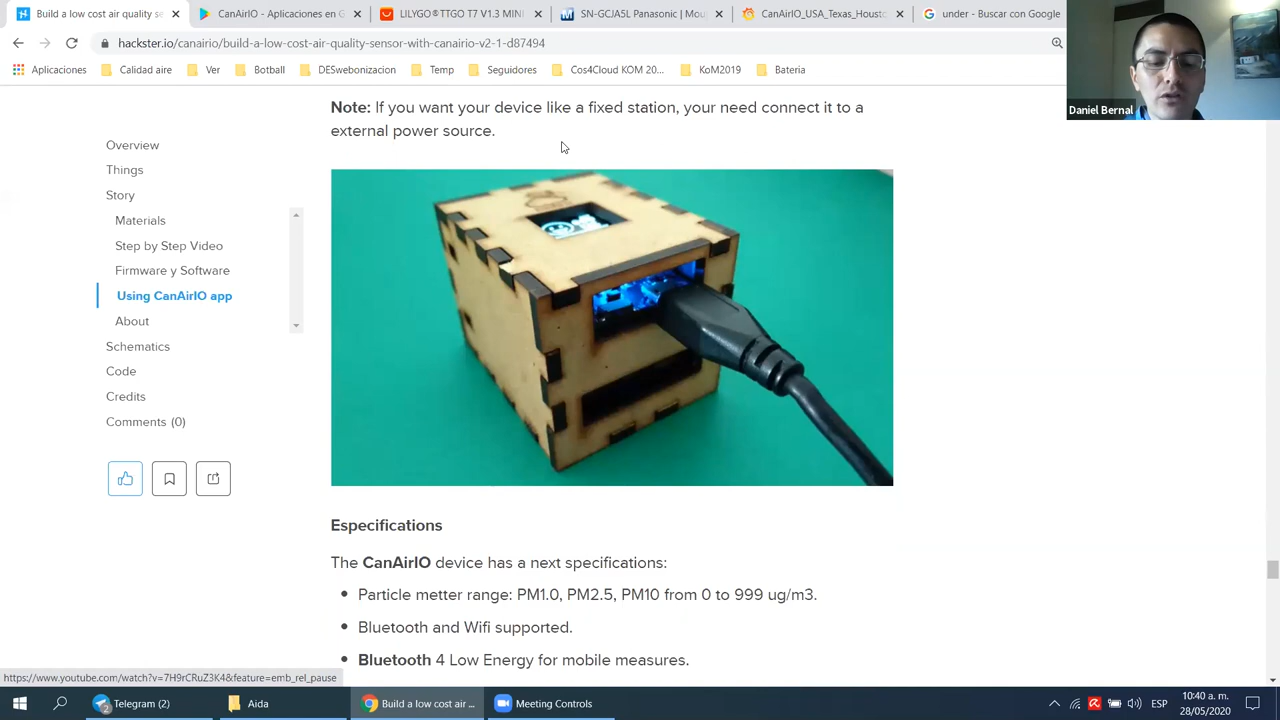 Build a low cost air quality se
CanAirIO - Aplicaciones en G
LILYGO®TTGO T7 V1.3 MINI
SN-GCJA5L Panasonic | Mou
CanAirIO_USA_Texas_Housto
under - Buscar con Google
hackster.io/canairio/build-a-low-cost-air-quality-sensor-with-canairio-v2-1-d87494
Aplicaciones
Calidad aire
Ver
Botball
DESwebonization
Temp
Seguidores
Cos4Cloud KOM 20...
KoM2019
Bateria
Daniel Bernal
Overview
Things
Story
Materials
Step by Step Video
Firmware y Software
Using CanAirIO app
About
Schematics
Code
Credits
Comments (0)
Note: If you want your device like a fixed station, your need connect it to a
external power source.
Especifications
The CanAirIO device has a next specifications:
• Particle metter range: PM1.0, PM2.5, PM10 from 0 to 999 ug/m3.
• Bluetooth and Wifi supported.
• Bluetooth 4 Low Energy for mobile measures.
https://www.youtube.com/watch?v=7H9rCRuZ3K4&feature=emb_rel_pause
Telegram (2)
Aida
Build a low cost air ...
Meeting Controls
ESP
10:40 a. m.
28/05/2020